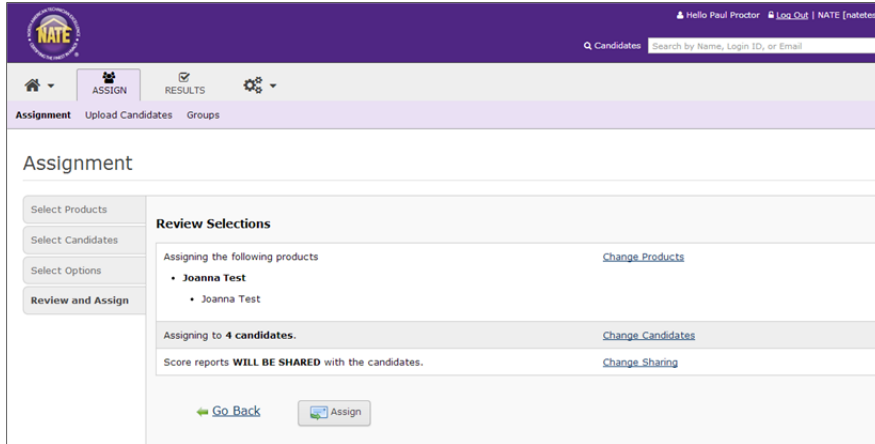 Hello Paul Proctor Log Out | NATE [natetes
NATE
Candidates Search by Name, Login ID, or Email
ASSIGN
RESULTS
Assignment Upload Candidates Groups
Assignment
Select Products
Select Candidates
Select Options
Review and Assign
Review Selections
Assigning the following products Change Products
• Joanna Test
• Joanna Test
Assigning to 4 candidates. Change Candidates
Score reports WILL BE SHARED with the candidates. Change Sharing
Go Back Assign